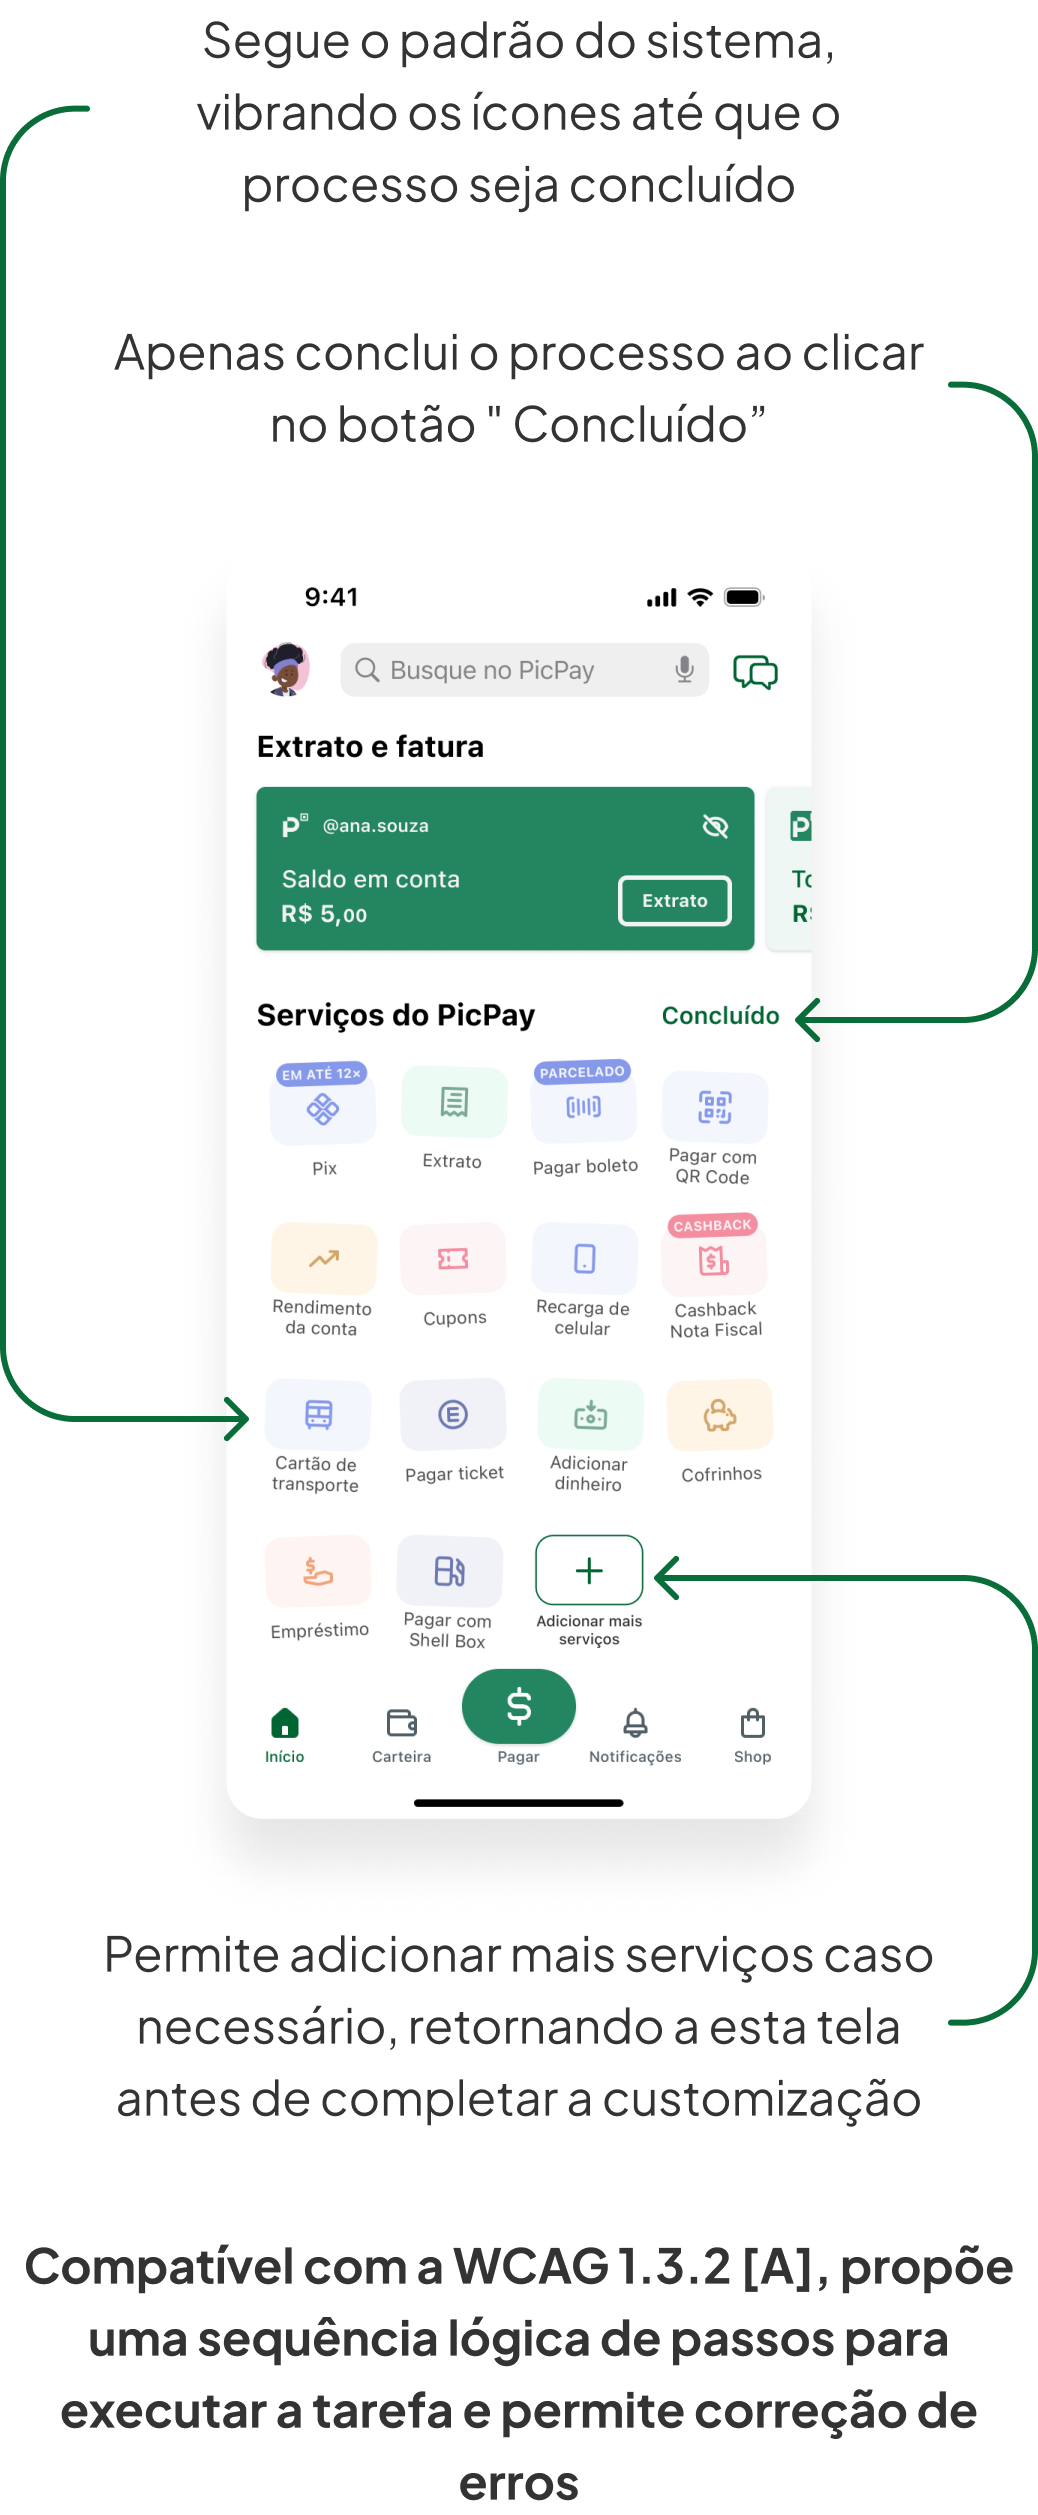 Segue o padrão do sistema,
vibrando os ícones até que o
processo seja concluído
Apenas conclui o processo ao clicar
no botão " Concluído”
9:41
Busque no PicPay
Extrato e fatura
@ana.souza
Saldo em conta
R$ 5,00
Extrato
Serviços do PicPay
Concluído
EM ATÉ 12×
Pix
Extrato
PARCELADO
Pagar boleto
Pagar com
QR Code
Rendimento
da conta
Cupons
Recarga de
celular
CASHBACK
Cashback
Nota Fiscal
Cartão de
transporte
Pagar ticket
Adicionar
dinheiro
Cofrinhos
Empréstimo
Pagar com
Shell Box
Adicionar mais
serviços
Início
Carteira
Pagar
Notificações
Shop
Permite adicionar mais serviços caso
necessário, retornando a esta tela
antes de completar a customização
Compatível com a WCAG 1.3.2 [A], propõe
uma sequência lógica de passos para
executar a tarefa e permite correção de
erros